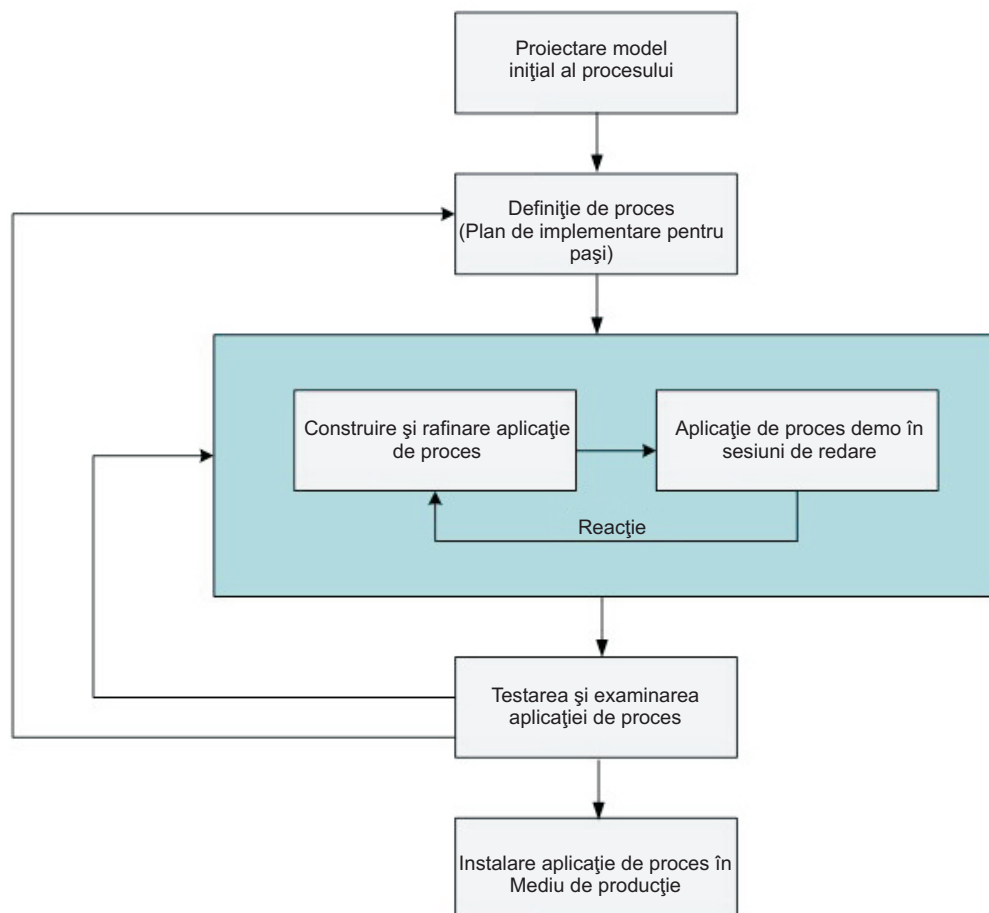 Proiectare model
iniţial al procesului
Definiţie de proces
(Plan de implementare pentru
paşi)
Construire şi rafinare aplicaţie
de proces
Aplicaţie de proces demo în
sesiuni de redare
Reacţie
Testarea şi examinarea
aplicaţiei de proces
Instalare aplicaţie de proces în
Mediu de producţie